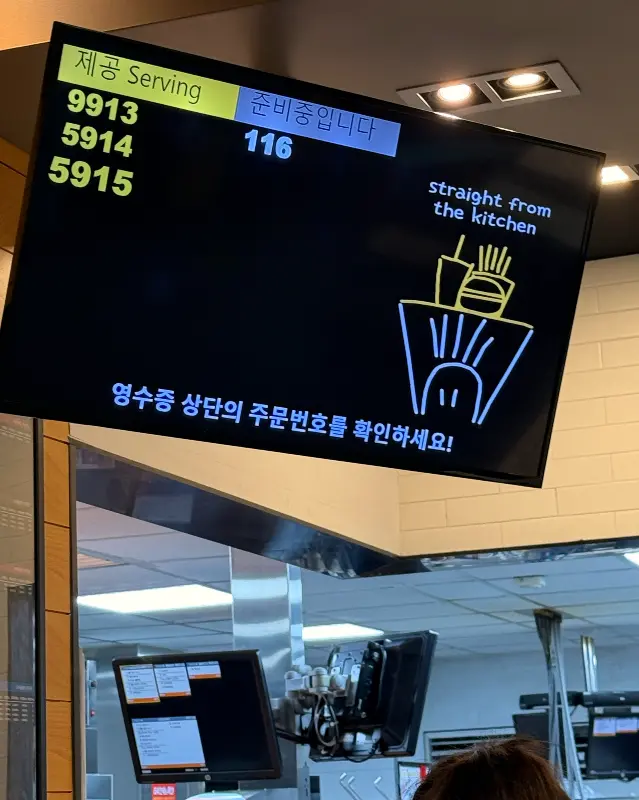 제공 Serving
준비중입니다
9913
5914
5915
116
straight from
the kitchen
영수증 상단의 주문번호를 확인하세요!